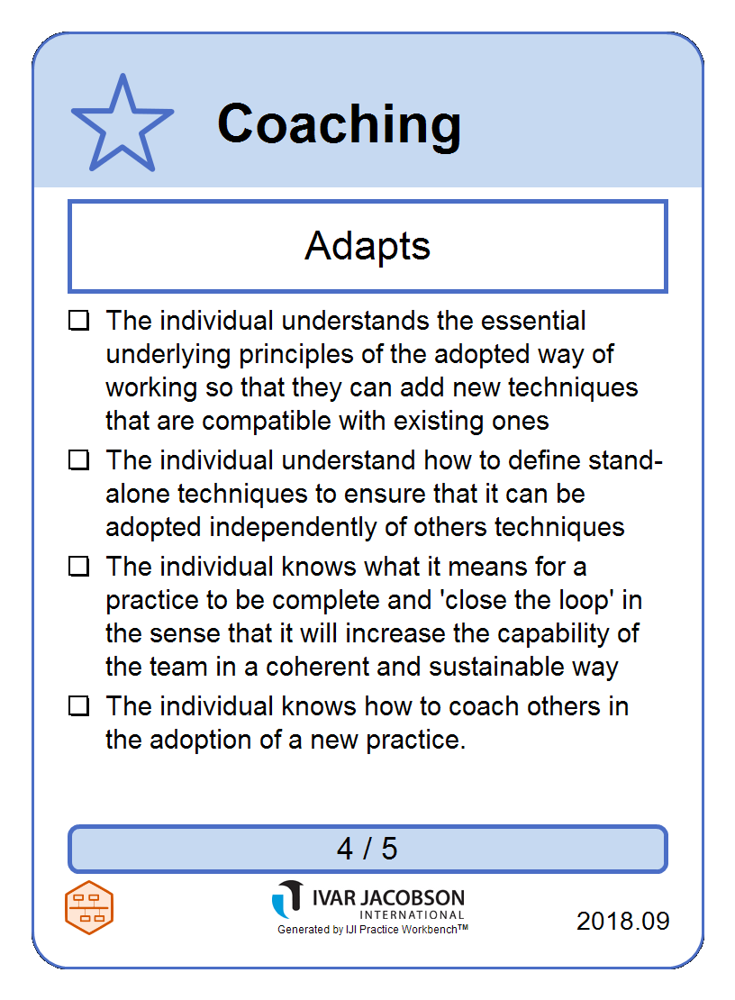 Coaching
Adapts
The individual understands the essential
underlying principles of the adopted way of
working so that they can add new techniques
that are compatible with existing ones
The individual understand how to define stand-
alone techniques to ensure that it can be
adopted independently of others techniques
The individual knows what it means for a
practice to be complete and 'close the loop' in
the sense that it will increase the capability of
the team in a coherent and sustainable way
The individual knows how to coach others in
the adoption of a new practice.
4 / 5
IVAR JACOBSON
INTERNATIONAL
Generated by IJI Practice Workbench™
2018.09